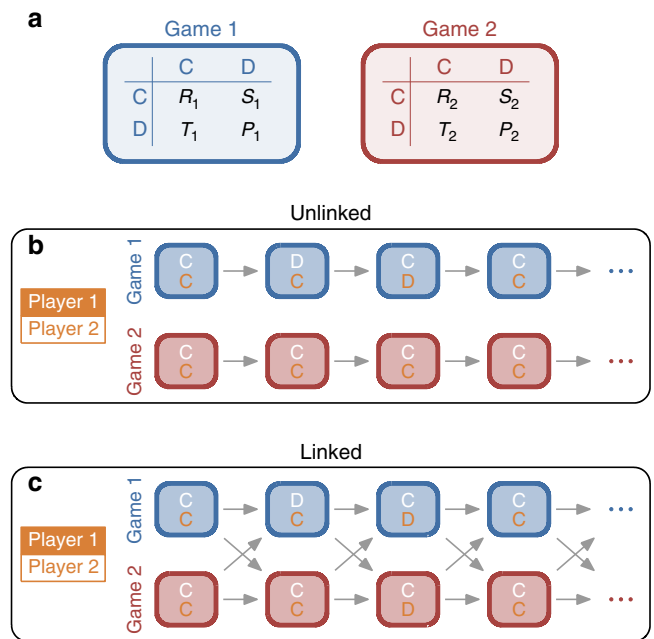 a
Game 1
Game 2
C D
C D
C R1 S1
C R2 S2
D T1 P1
D T2 P2
Unlinked
b
Game 1
C D C C
C C D C
...
Player 1
Player 2
Game 2
C C C C
C C C C
...
Linked
c
Game 1
C D C C
C C D C
...
Player 1
Player 2
Game 2
C C C C
C C D C
...